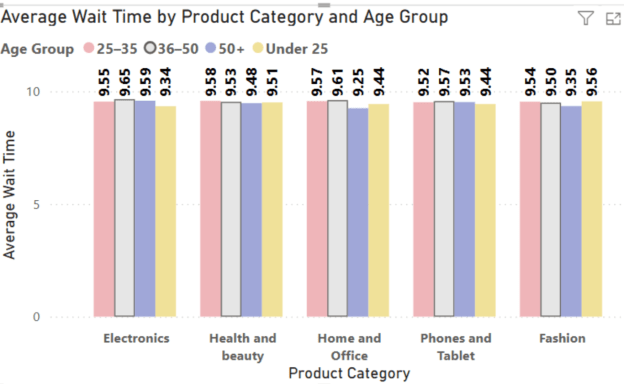 Average Wait Time by Product Category and Age Group
Age Group 25–35 36–50 50+ Under 25
9.55 9.65 9.59 9.34 9.58 9.53 9.48 9.51 9.57 9.61 9.25 9.44 9.52 9.57 9.53 9.44 9.54 9.50 9.35 9.56
10
5
0
Average Wait Time
Electronics
Health and
beauty
Home and
Office
Phones and
Tablet
Fashion
Product Category